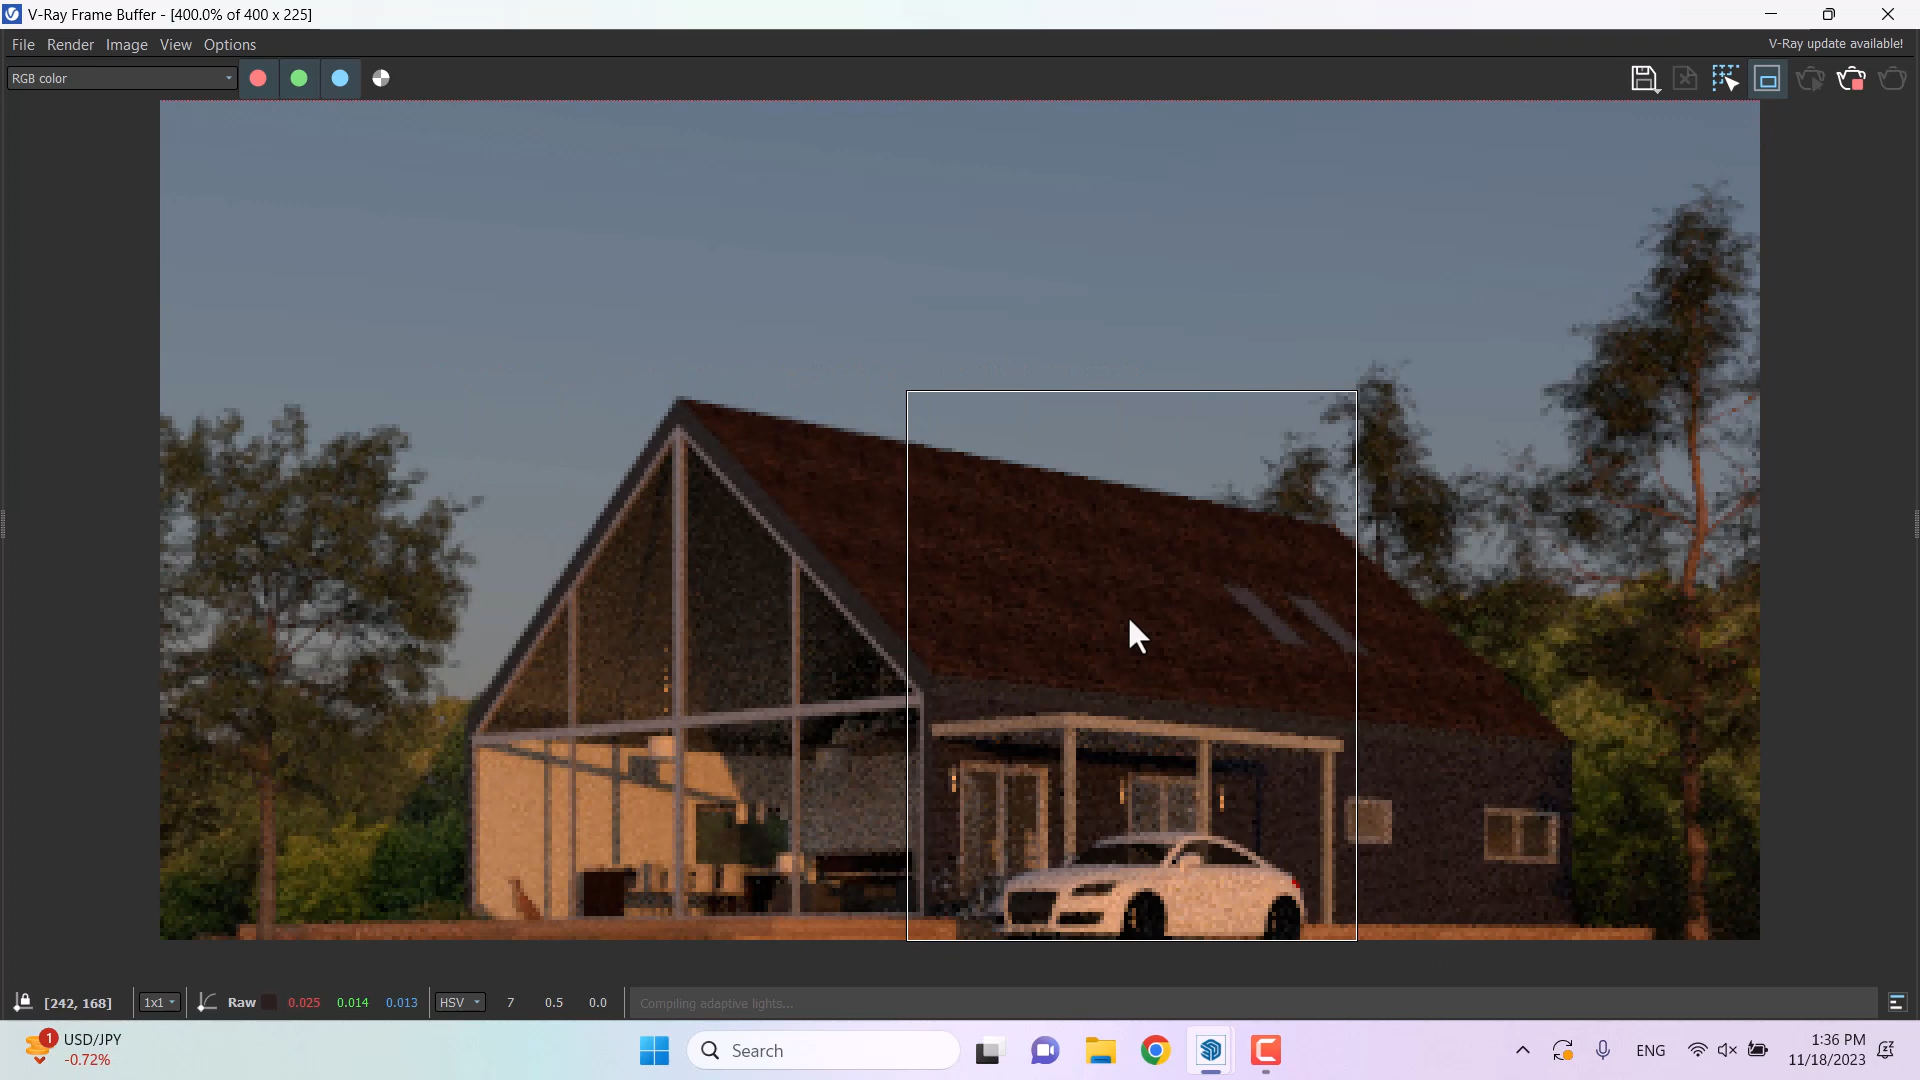 V-Ray Frame Buffer - [400.0% of 400 x 225]
File Render Image View Options
V-Ray update available!
RGB color
[242, 168] 1x1 Raw 0.025 0.014 0.013 HSV 7 0.5 0.0 Compiling adaptive lights...
1
USD/JPY
-0.72%
Search
ENG
1:36 PM
11/18/2023